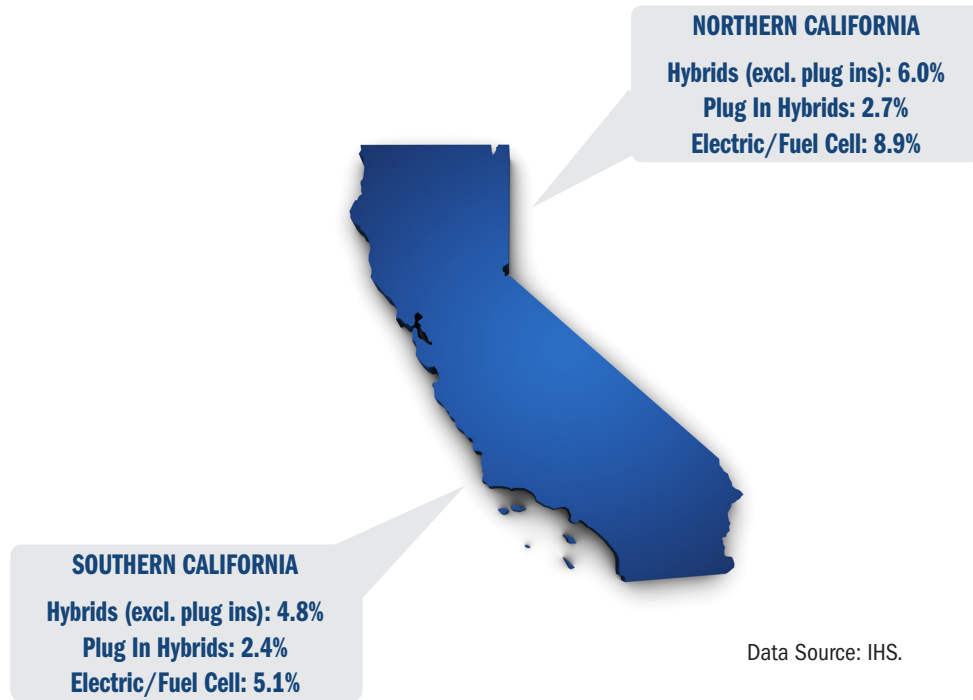 NORTHERN CALIFORNIA
Hybrids (excl. plug ins): 6.0%
Plug In Hybrids: 2.7%
Electric/Fuel Cell: 8.9%
SOUTHERN CALIFORNIA
Hybrids (excl. plug ins): 4.8%
Plug In Hybrids: 2.4%
Electric/Fuel Cell: 5.1%
Data Source: IHS.